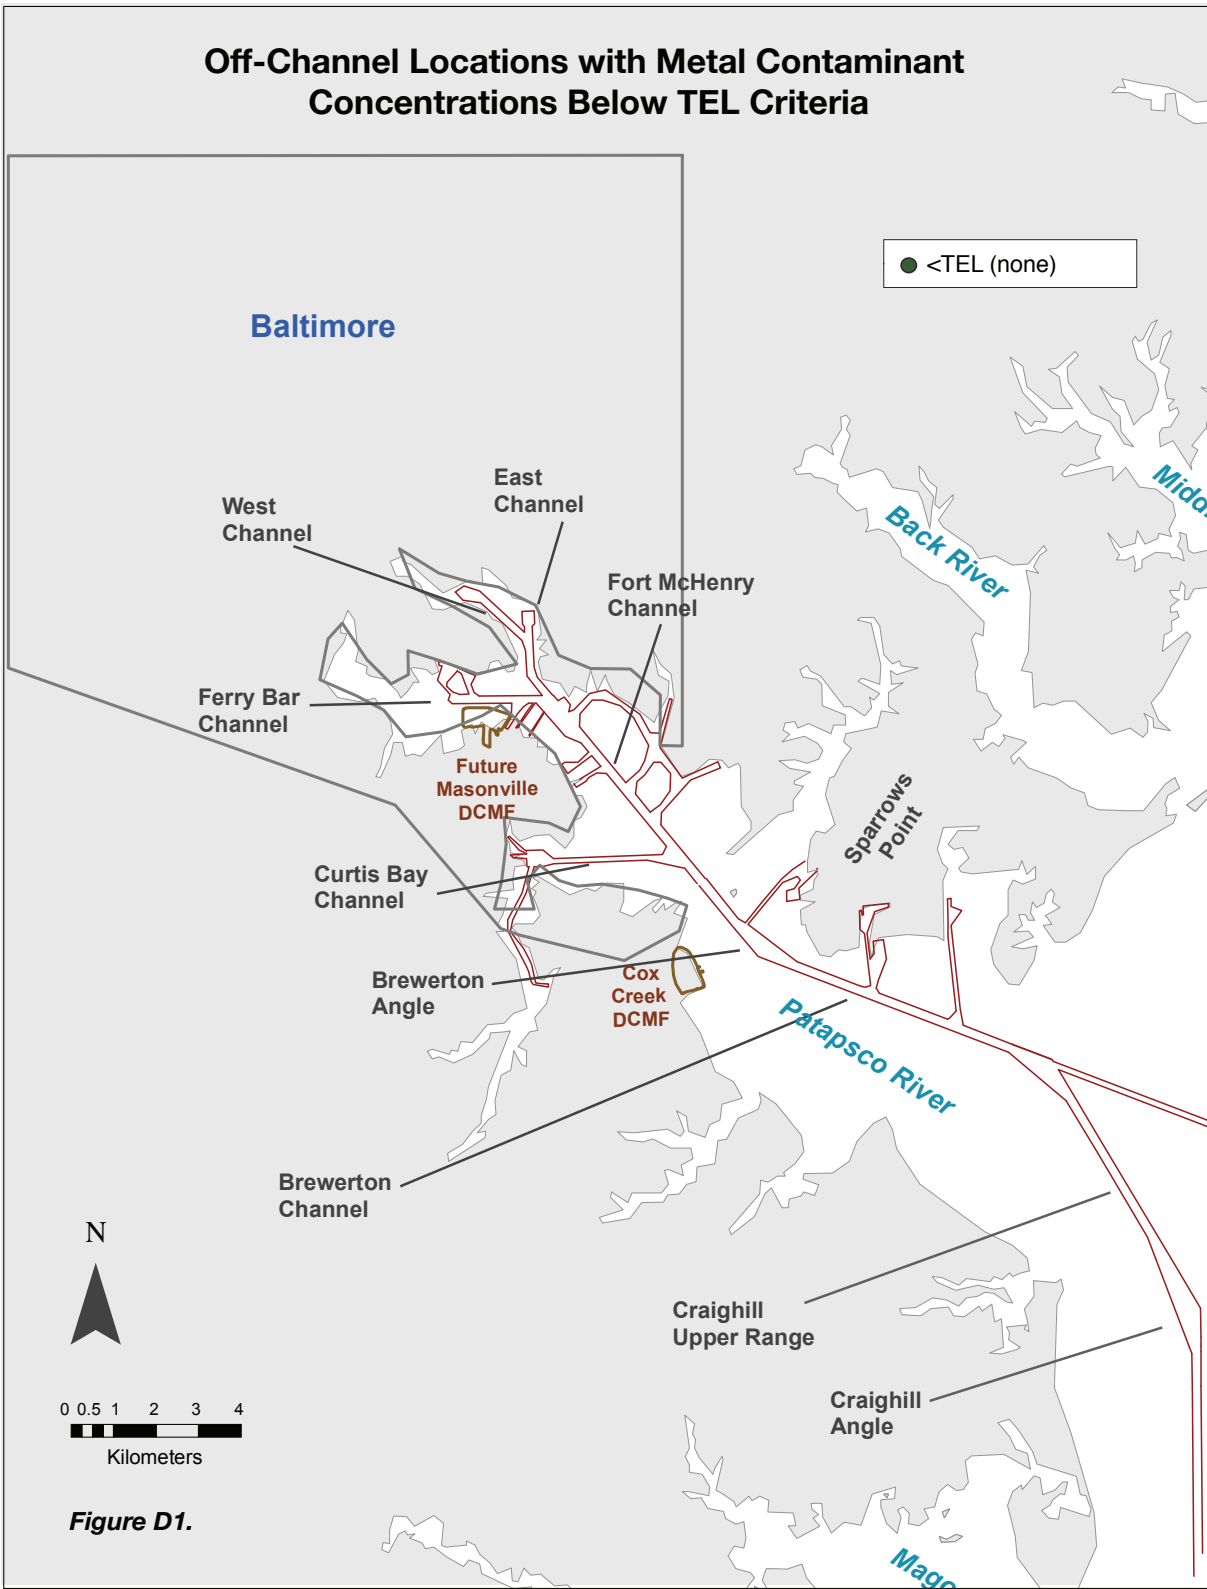 Off-Channel Locations with Metal Contaminant
Concentrations Below TEL Criteria
<TEL (none)
Baltimore
East
Channel
West
Channel
Back River
Fort McHenry
Channel
Ferry Bar
Channel
Future
Masonville
DCMF
Sparrows
Point
Curtis Bay
Channel
Brewerton
Angle
Cox
Creek
DCMF
Patapsco River
Brewerton
Channel
N
Craighill
Upper Range
Craighill
Angle
0 0.5 1 2 3 4
Kilometers
Figure D1.